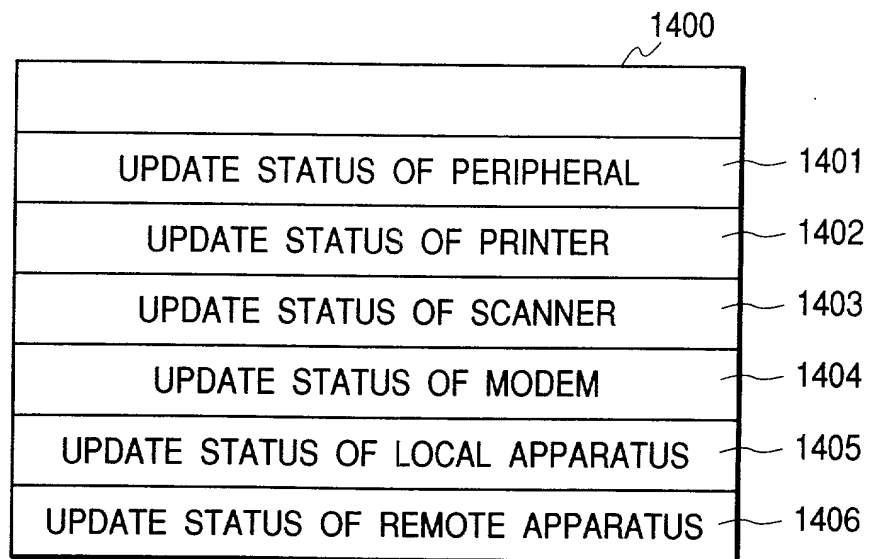 1400
UPDATE STATUS OF PERIPHERAL 1401
UPDATE STATUS OF PRINTER 1402
UPDATE STATUS OF SCANNER 1403
UPDATE STATUS OF MODEM 1404
UPDATE STATUS OF LOCAL APPARATUS 1405
UPDATE STATUS OF REMOTE APPARATUS 1406